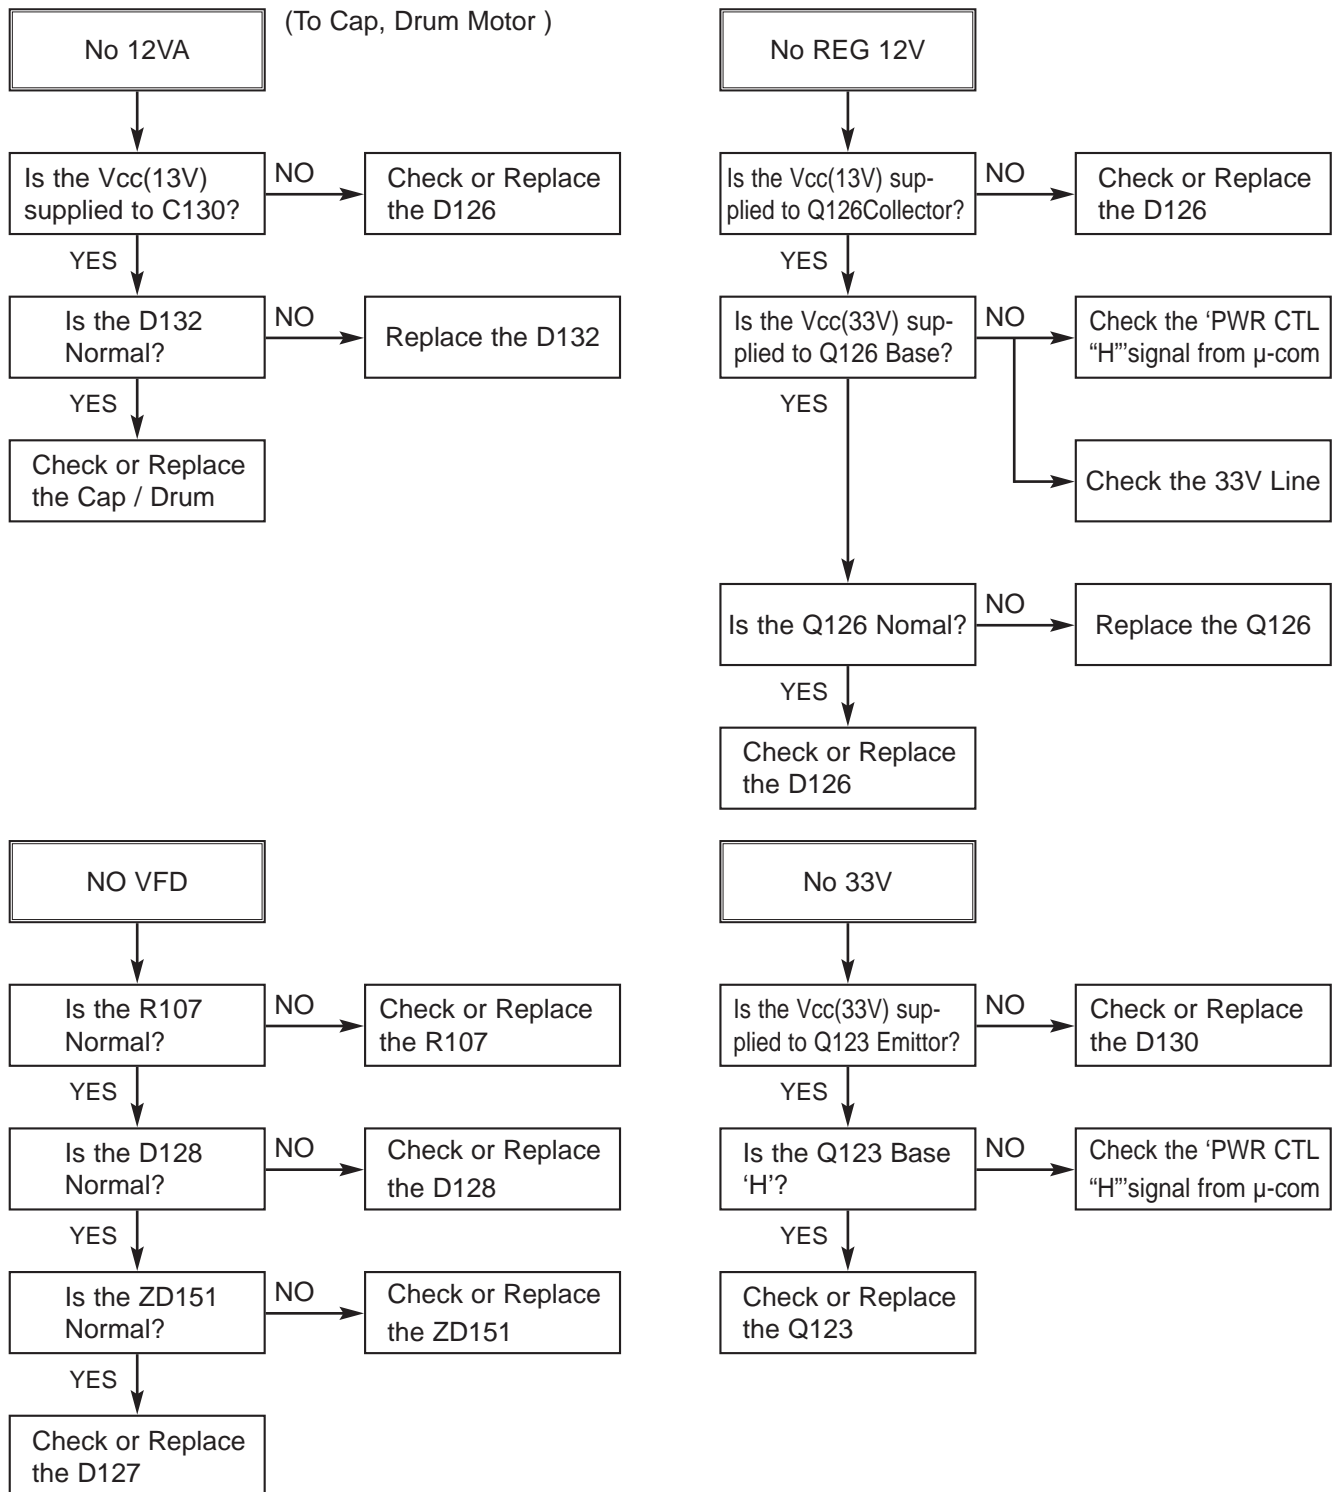 No 12VA
(To Cap, Drum Motor )
Is the Vcc(13V)
supplied to C130?
NO
Check or Replace
the D126
YES
Is the D132
Normal?
NO
Replace the D132
YES
Check or Replace
the Cap / Drum
No REG 12V
Is the Vcc(13V) sup-
plied to Q126Collector?
NO
Check or Replace
the D126
YES
Is the Vcc(33V) sup-
plied to Q126 Base?
NO
Check the ‘PWR CTL
“H”’signal from µ-com
Check the 33V Line
YES
Is the Q126 Nomal?
NO
Replace the Q126
YES
Check or Replace
the D126
NO VFD
Is the R107
Normal?
NO
Check or Replace
the R107
YES
Is the D128
Normal?
NO
Check or Replace
the D128
YES
Is the ZD151
Normal?
NO
Check or Replace
the ZD151
YES
Check or Replace
the D127
No 33V
Is the Vcc(33V) sup-
plied to Q123 Emittor?
NO
Check or Replace
the D130
YES
Is the Q123 Base
‘H’?
NO
Check the ‘PWR CTL
“H”’signal from µ-com
YES
Check or Replace
the Q123